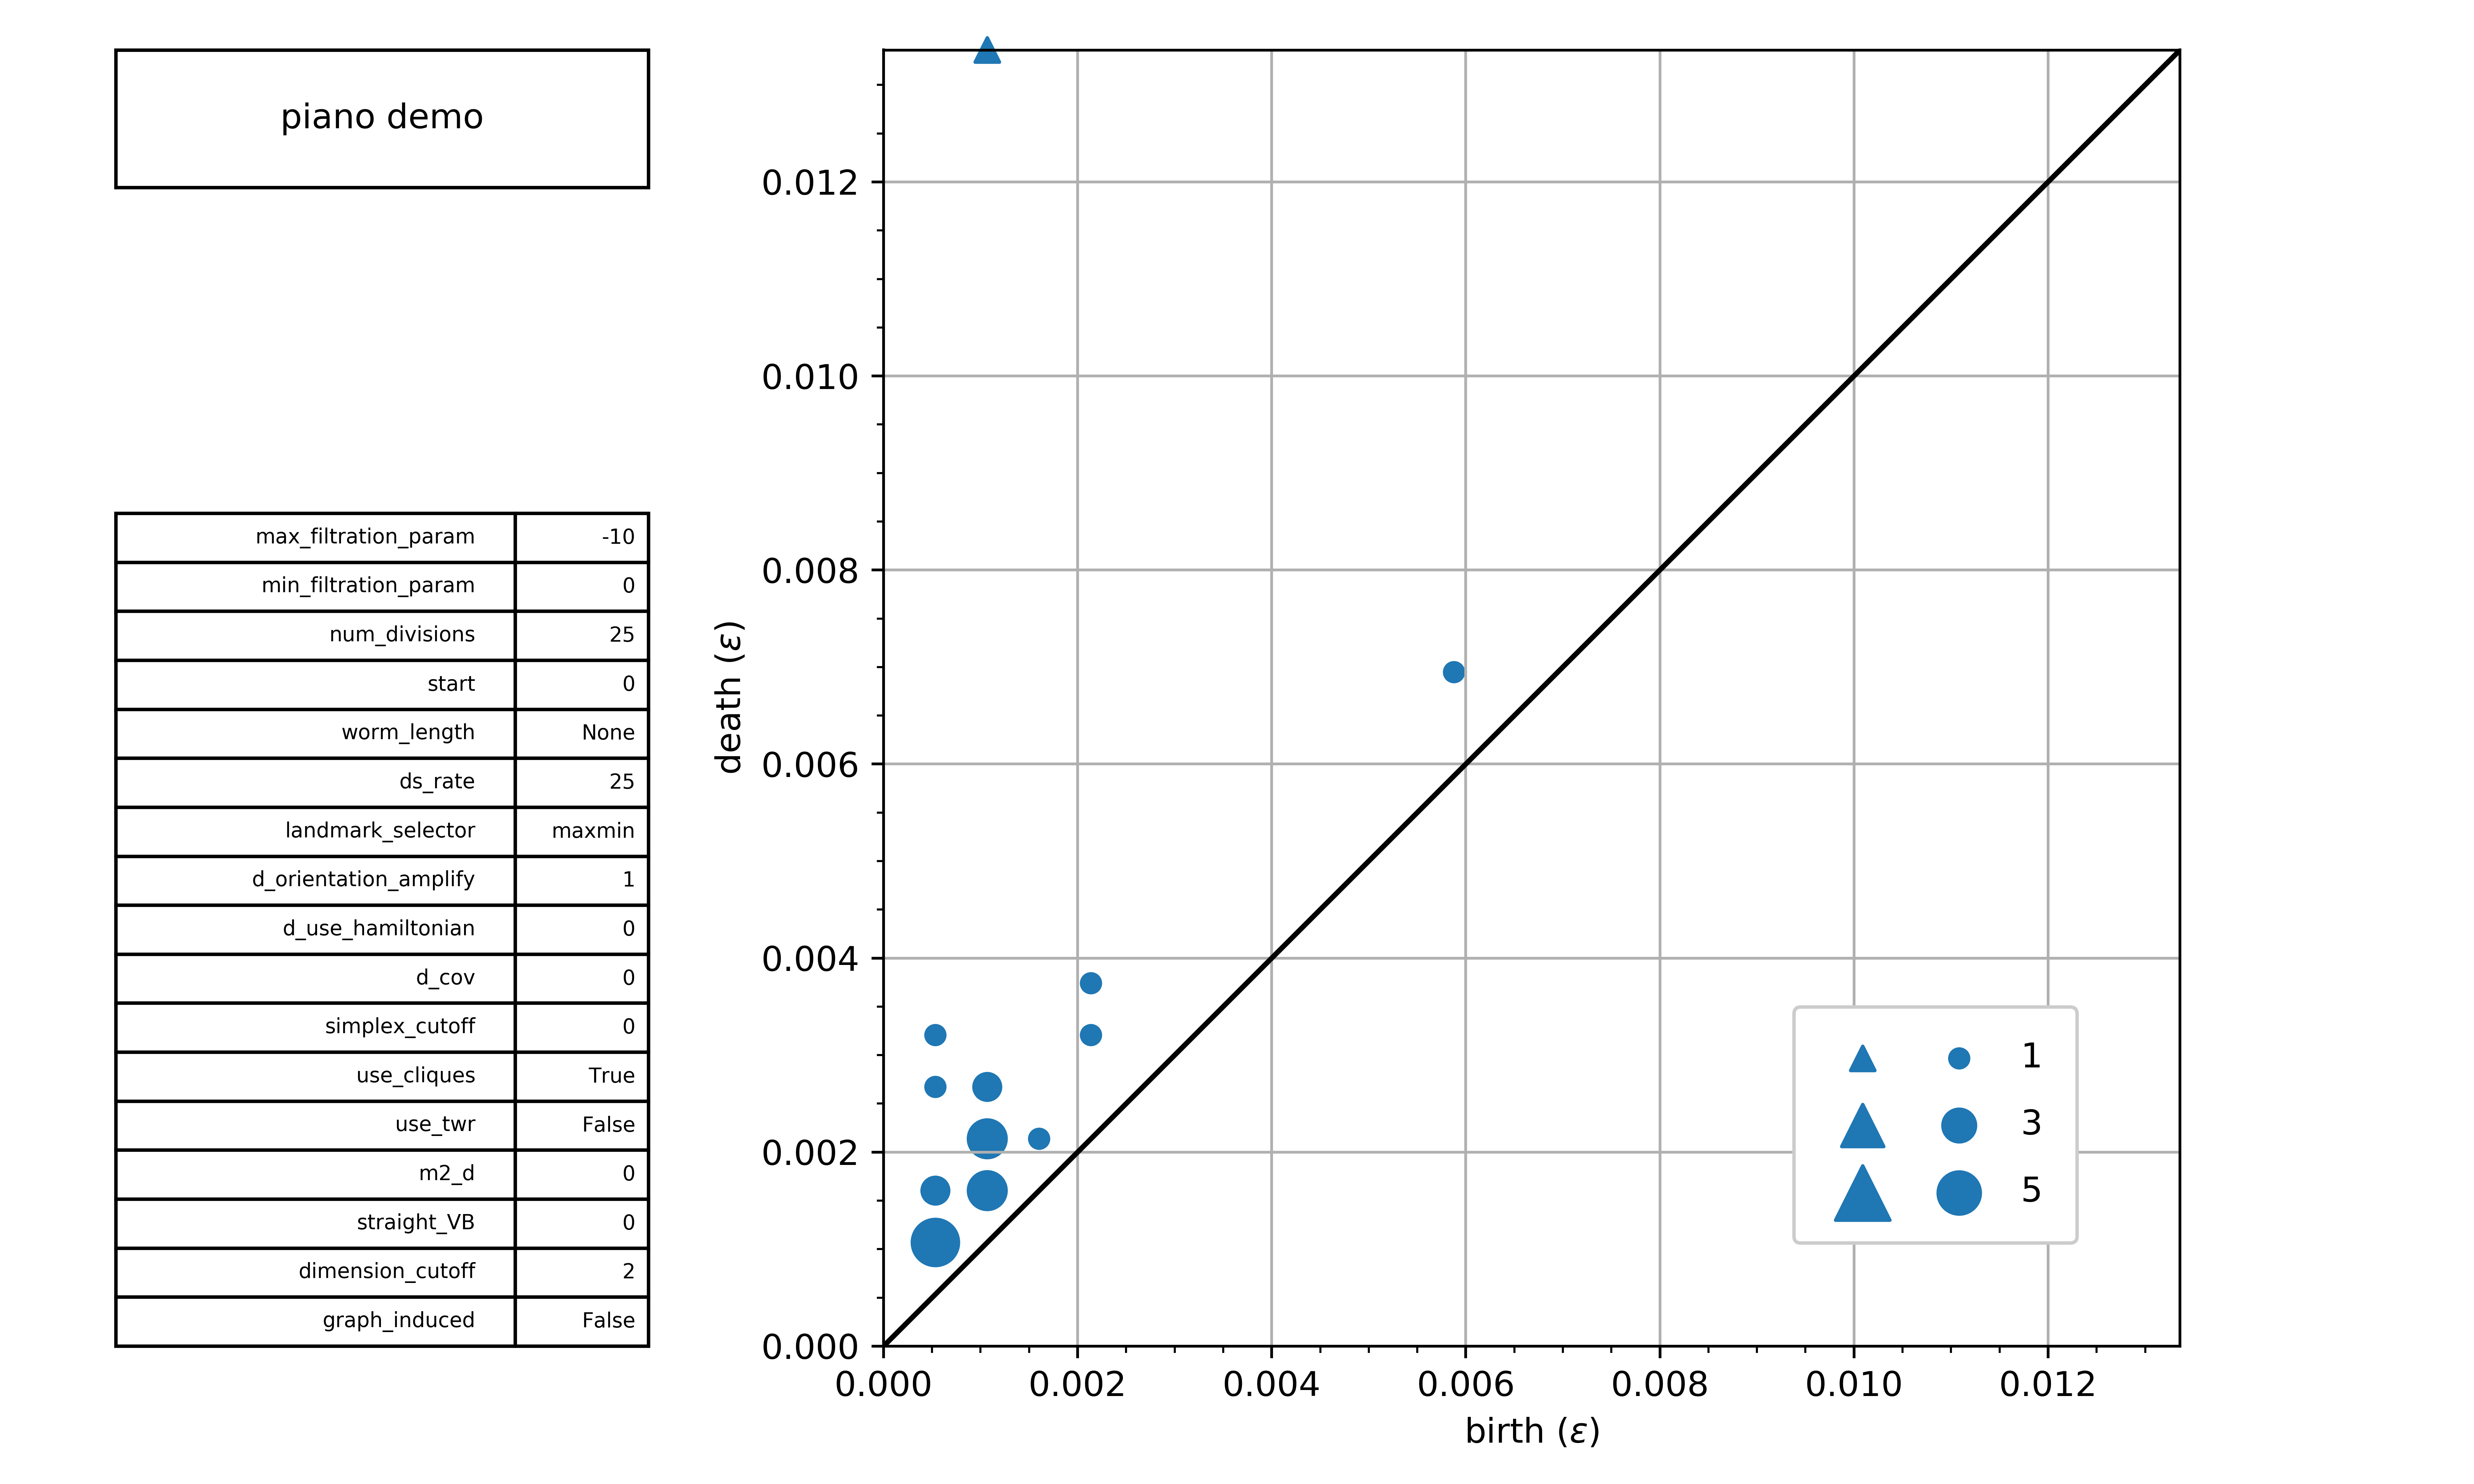 piano demo
max_filtration_param -10
min_filtration_param 0
num_divisions 25
start 0
worm_length None
ds_rate 25
landmark_selector maxmin
d_orientation_amplify 1
d_use_hamiltonian 0
d_cov 0
simplex_cutoff 0
use_cliques True
use_twr False
m2_d 0
straight_VB 0
dimension_cutoff 2
graph_induced False
death (ε)
0.012
0.010
0.008
0.006
0.004
0.002
0.000
0.000 0.002 0.004 0.006 0.008 0.010 0.012
birth (ε)
1
3
5